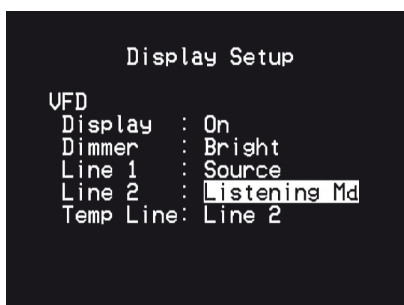 Display Setup
VFD
Display : On
Dimmer : Bright
Line 1 : Source
Line 2 : Listening Md
Temp Line: Line 2